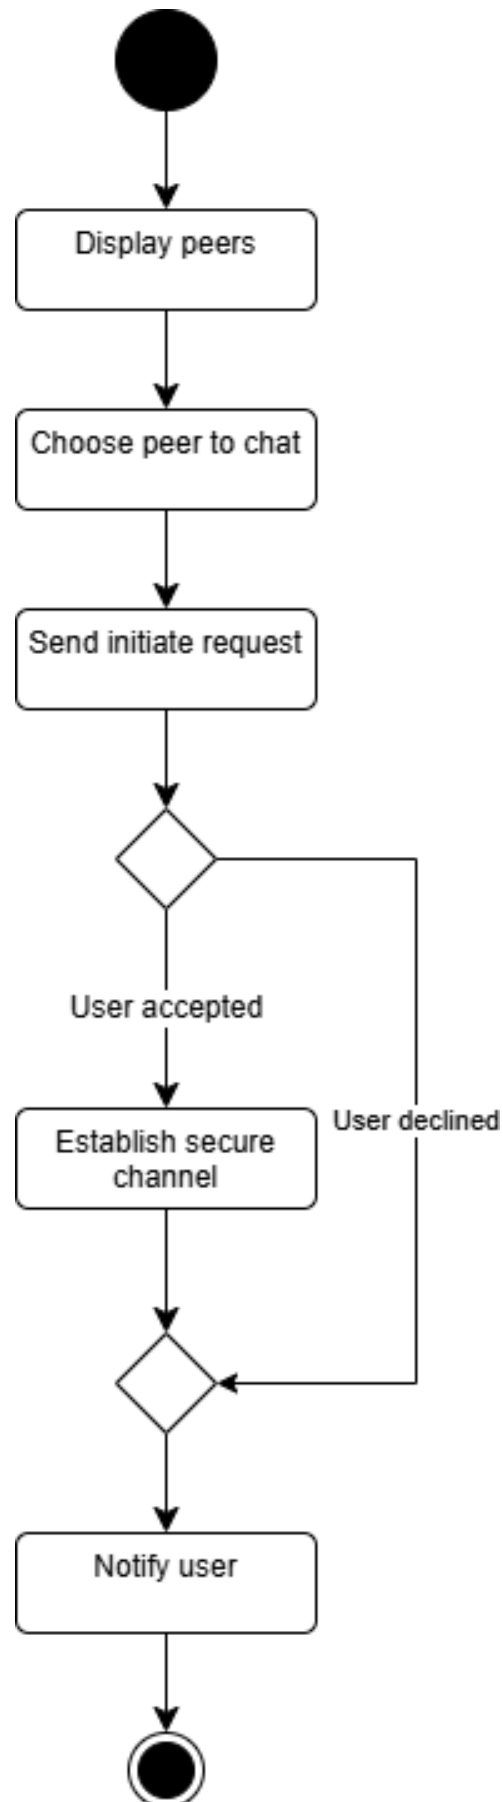 Display peers
Choose peer to chat
Send initiate request
User accepted
User declined
Establish secure
channel
Notify user